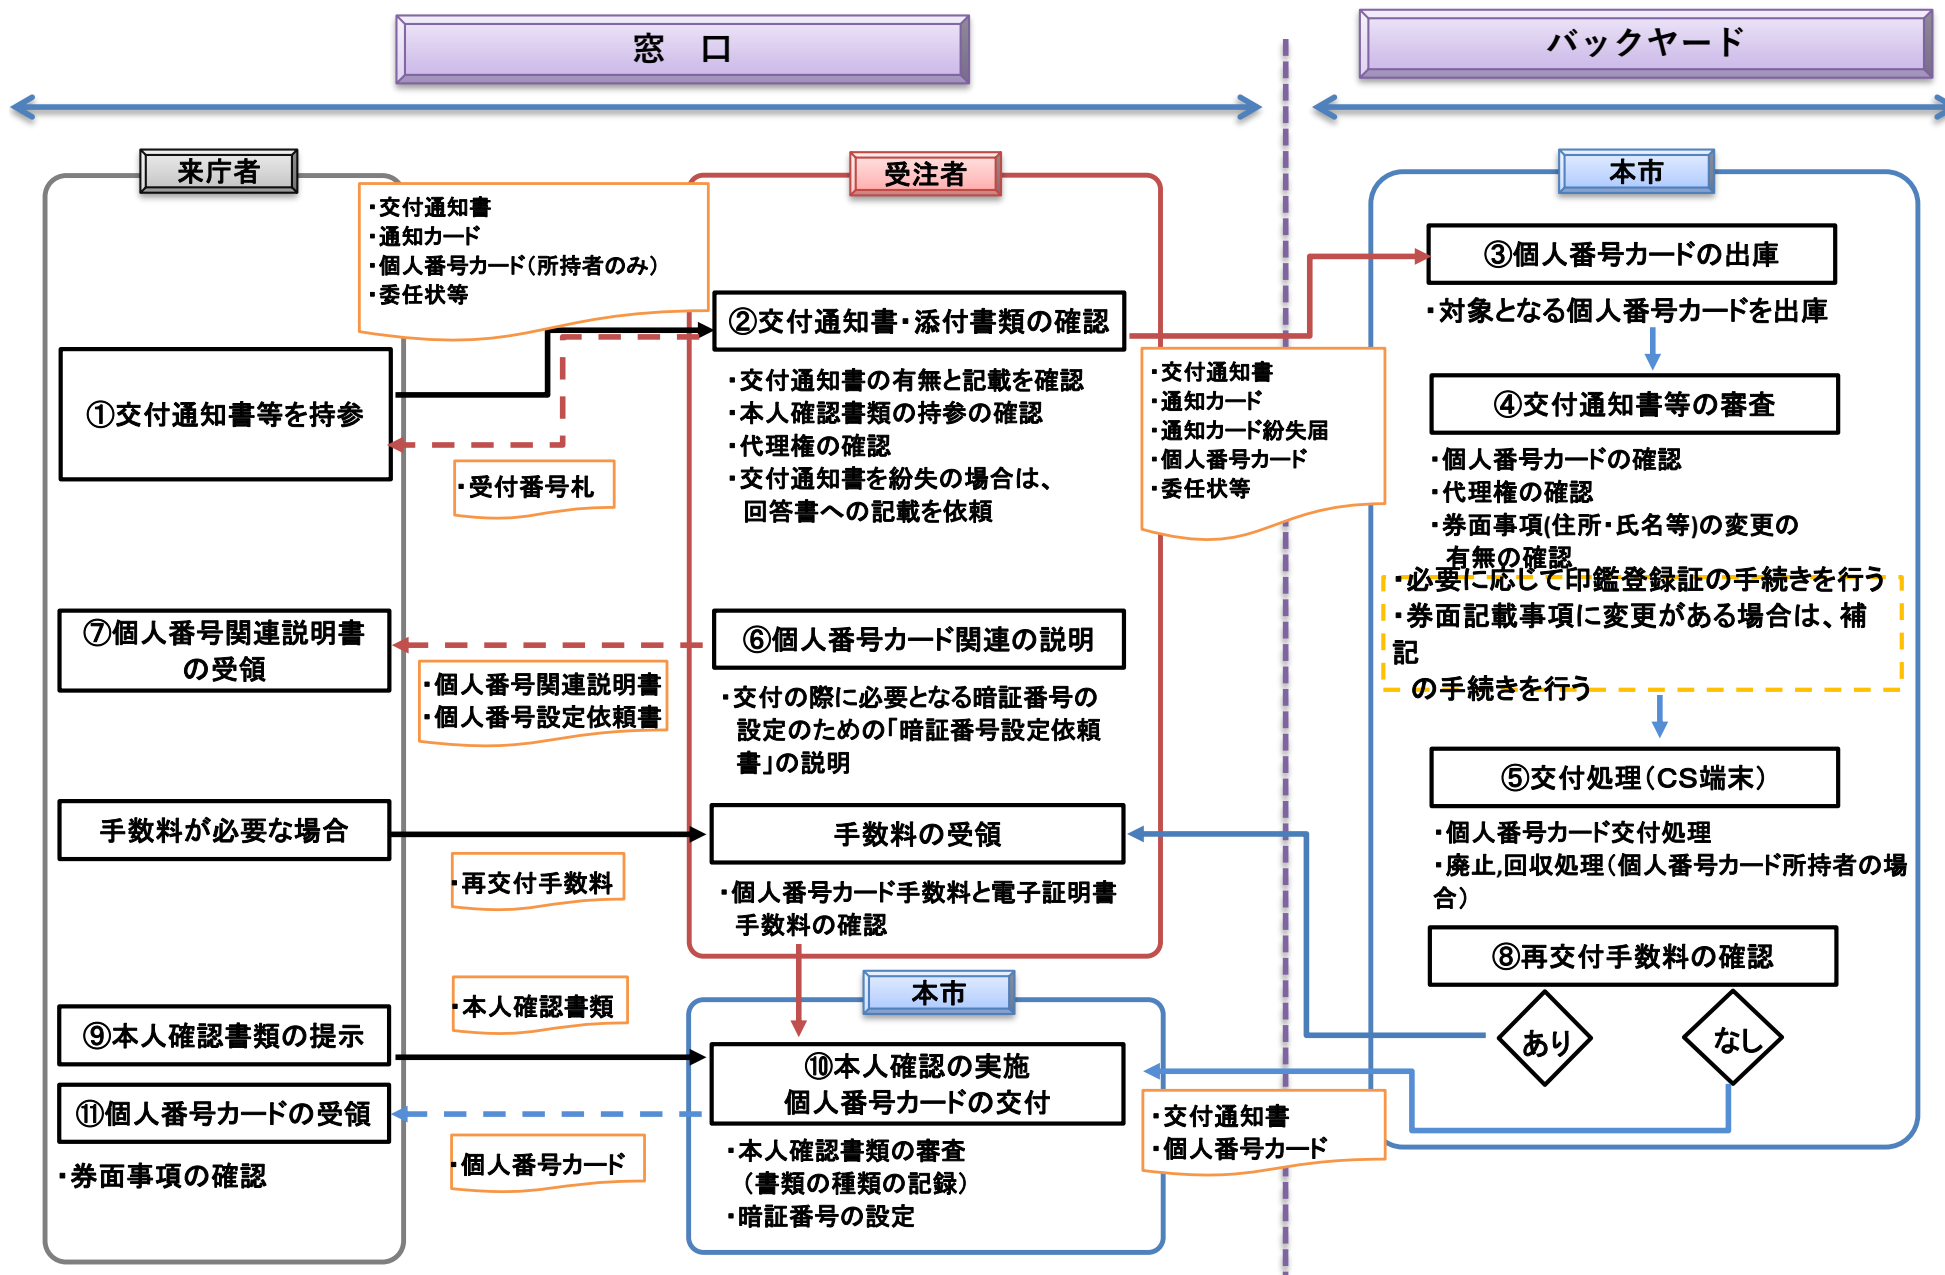 窓　口
バックヤード
来庁者
受注者
本市
・交付通知書
・通知カード
・個人番号カード（所持者のみ）
・委任状等
①交付通知書等を持参
・受付番号札
②交付通知書・添付書類の確認
・交付通知書の有無と記載を確認
・本人確認書類の持参の確認
・代理権の確認
・交付通知書を紛失の場合は、
回答書への記載を依頼
・交付通知書
・通知カード
・通知カード紛失届
・個人番号カード
・委任状等
③個人番号カードの出庫
・対象となる個人番号カードを出庫
④交付通知書等の審査
・個人番号カードの確認
・代理権の確認
・券面事項(住所・氏名等)の変更の
有無の確認
・必要に応じて印鑑登録証の手続きを行う
・券面記載事項に変更がある場合は、補
記
の手続きを行う
⑤交付処理（CS端末）
・個人番号カード交付処理
・廃止,回収処理（個人番号カード所持者の場
合）
⑦個人番号関連説明書
の受領
・個人番号関連説明書
・個人番号設定依頼書
⑥個人番号カード関連の説明
・交付の際に必要となる暗証番号の
設定のための「暗証番号設定依頼
書」の説明
手数料が必要な場合
・再交付手数料
手数料の受領
・個人番号カード手数料と電子証明書
手数料の確認
⑧再交付手数料の確認
あり
なし
本市
⑨本人確認書類の提示
・本人確認書類
⑩本人確認の実施
個人番号カードの交付
・本人確認書類の審査
（書類の種類の記録）
・暗証番号の設定
・交付通知書
・個人番号カード
⑪個人番号カードの受領
・個人番号カード
・券面事項の確認